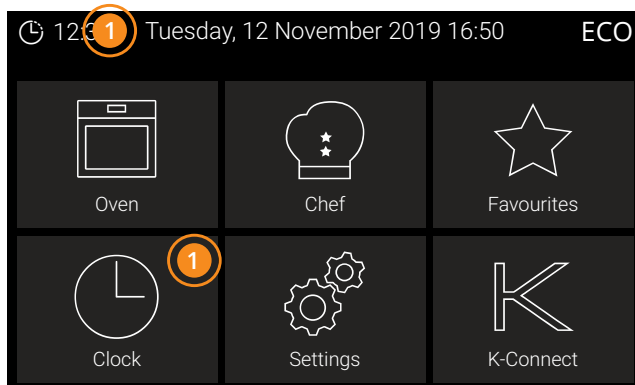 12:3 1 Tuesday, 12 November 2019 16:50 ECO
Oven Chef Favourites
1
Clock Settings K-Connect